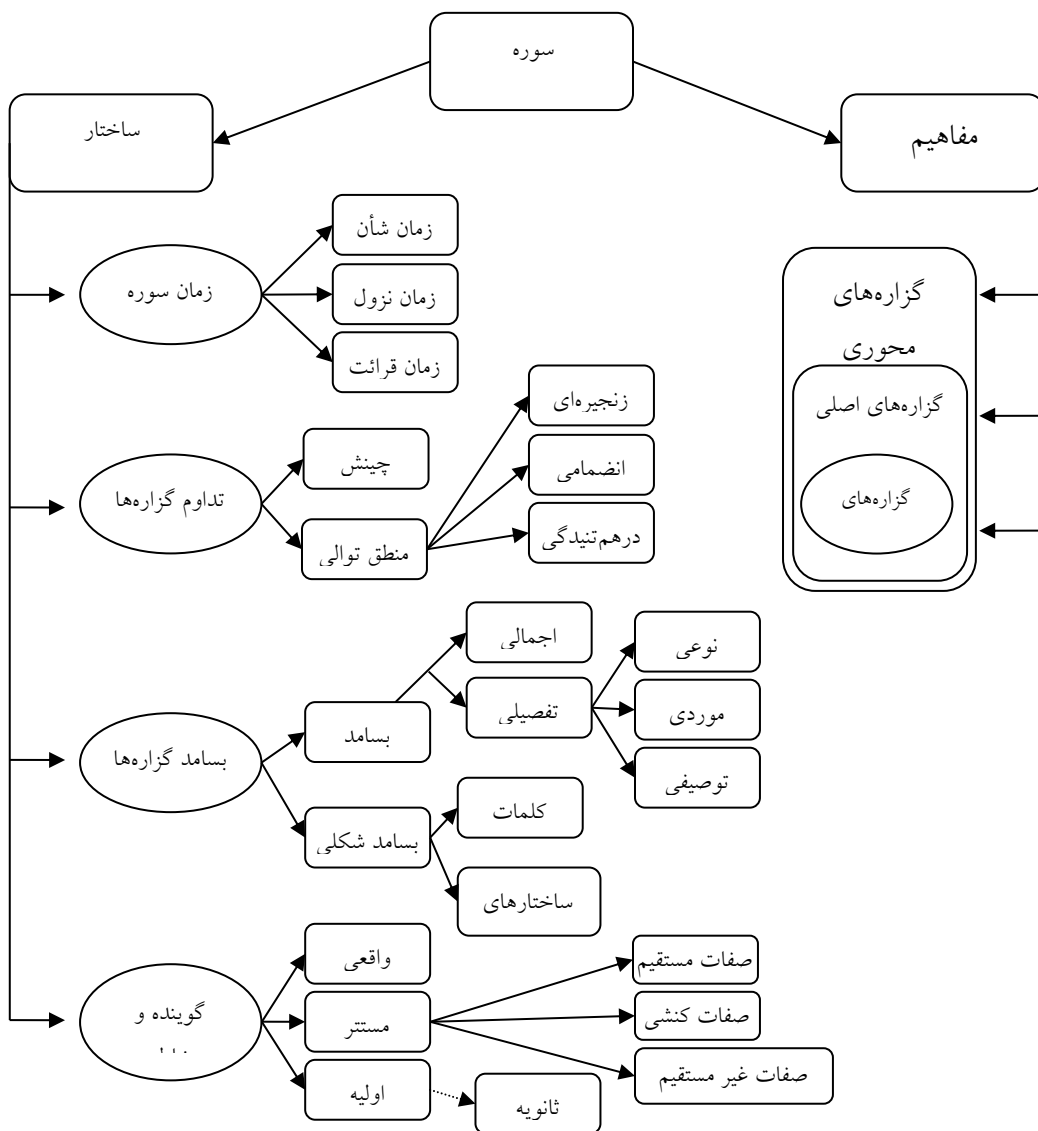 سوره
مفاهیم
ساختار
گزاره‌های
محوری
گزاره‌های اصلی
گزاره‌های
زمان سوره
زمان شأن
زمان نزول
زمان قرائت
تداوم گزاره‌ها
چینش
منطق توالی
زنجیره‌ای
انضمامی
درهم‌تنیدگی
بسامد گزاره‌ها
بسامد
اجمالی
تفصیلی
نوعی
موردی
توصیفی
بسامد شکلی
کلمات
ساختارهای
گوینده و
واقعی
مستتر
صفات مستقیم
صفات کنشی
صفات غیر مستقیم
اولیه
ثانویه